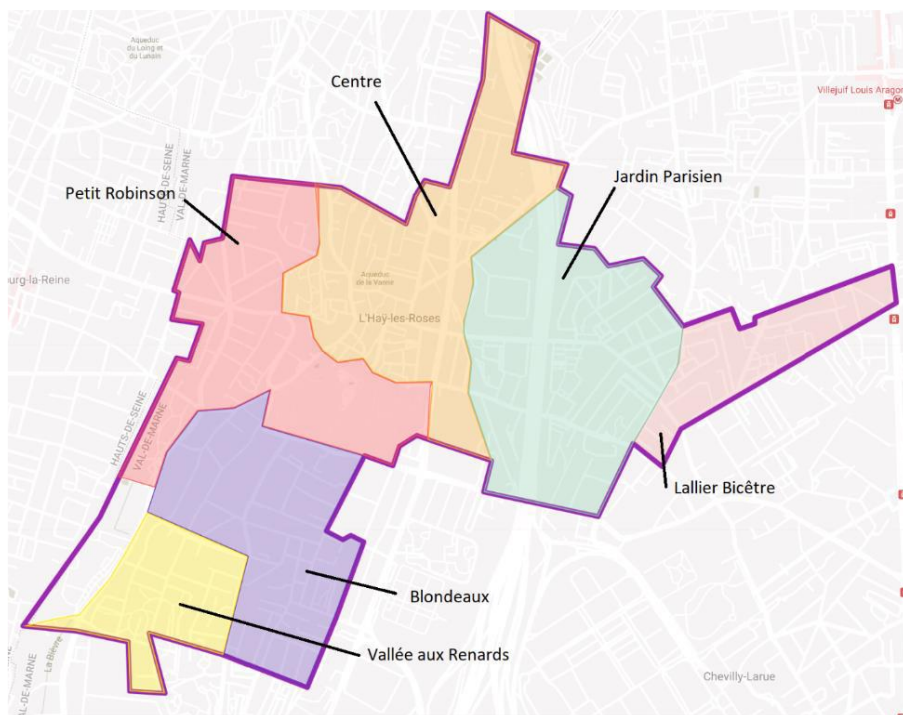 Aqueduc
du Loing et
du Lunain
Centre
Villejuif Louis Aragon
HAUTS-DE-SEINE
VAL-DE-MARNE
Petit Robinson
Jardin Parisien
ourg-la-Reine
Aqueduc
de la Vanne
L'Haÿ-les-Roses
HAUTS-DE-SEINE
VAL-DE-MARNE
Lallier Bicêtre
Blondeaux
La Bièvre
Vallée aux Renards
VAL-DE-MARNE
Chevilly-Larue